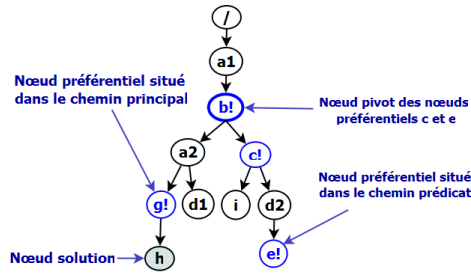 /
a1
Nœud préférentiel situé
dans le chemin principal
b!
Nœud pivot des nœuds
préférentiels c et e
a2
c!
Nœud préférentiel situé
dans le chemin prédicat
g!
d1
i
d2
Nœud solution
h
e!